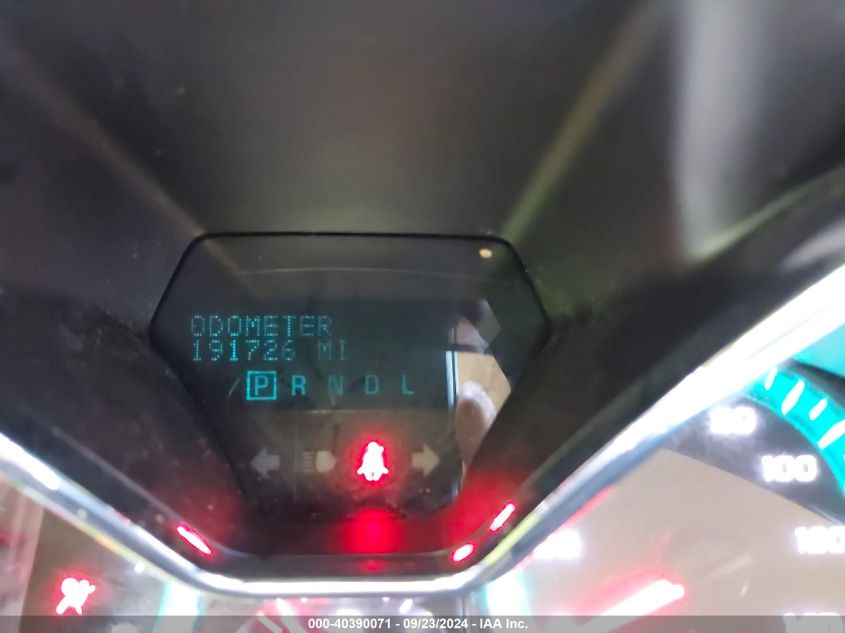 ODOMETER
191726 MI
P R N D L
100
000-40390071 - 09/23/2024 - IAA Inc.